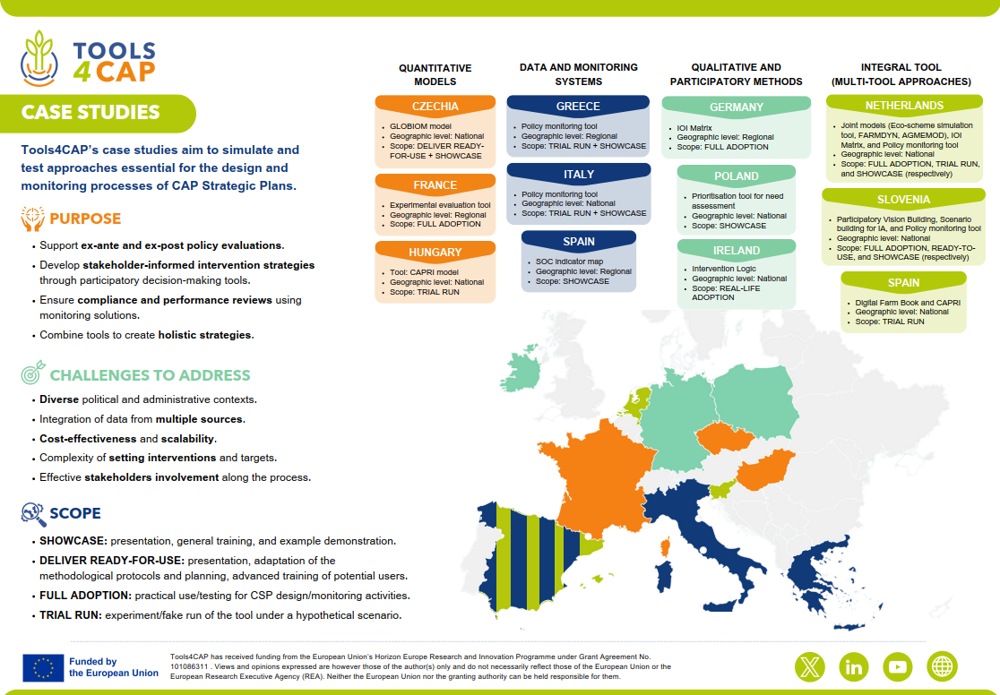 TOOLS
4CAP
CASE STUDIES
Tools4CAP's case studies aim to simulate and
test approaches essential for the design and
monitoring processes of CAP Strategic Plans.
PURPOSE
• Support ex-ante and ex-post policy evaluations.
• Develop stakeholder-informed intervention strategies
through participatory decision-making tools.
• Ensure compliance and performance reviews using
monitoring solutions.
• Combine tools to create holistic strategies.
CHALLENGES TO ADDRESS
• Diverse political and administrative contexts.
• Integration of data from multiple sources.
• Cost-effectiveness and scalability.
• Complexity of setting interventions and targets.
• Effective stakeholders involvement along the process.
SCOPE
• SHOWCASE: presentation, general training, and example demonstration.
• DELIVER READY-FOR-USE: presentation, adaptation of the
methodological protocols and planning, advanced training of potential users.
• FULL ADOPTION: practical use/testing for CSP design/monitoring activities.
• TRIAL RUN: experiment/fake run of the tool under a hypothetical scenario.
QUANTITATIVE
MODELS
CZECHIA
• GLOBIOM model
• Geographic level: National
• Scope: DELIVER READY-
FOR-USE + SHOWCASE
FRANCE
• Experimental evaluation tool
• Geographic level: Regional
• Scope: FULL ADOPTION
HUNGARY
• Tool: CAPRI model
• Geographic level: National
• Scope: TRIAL RUN
DATA AND MONITORING
SYSTEMS
GREECE
• Policy monitoring tool
• Geographic level: Regional
• Scope: TRIAL RUN + SHOWCASE
ITALY
• Policy monitoring tool
• Geographic level: National
• Scope: TRIAL RUN + SHOWCASE
SPAIN
• SOC indicator map
• Geographic level: Regional
• Scope: SHOWCASE
QUALITATIVE AND
PARTICIPATORY METHODS
GERMANY
• IOI Matrix
• Geographic level: Regional
• Scope: FULL ADOPTION
POLAND
• Prioritisation tool for need
assessment
• Geographic level: National
• Scope: SHOWCASE
IRELAND
• Intervention Logic
• Geographic level: National
• Scope: REAL-LIFE
ADOPTION
INTEGRAL TOOL
(MULTI-TOOL APPROACHES)
NETHERLANDS
• Joint models (Eco-scheme simulation
tool, FARMDYN, AGMEMOD), IOI
Matrix, and Policy monitoring tool
• Geographic level: National
• Scope: FULL ADOPTION, TRIAL RUN,
and SHOWCASE (respectively)
SLOVENIA
• Participatory Vision Building, Scenario
building for IA, and Policy monitoring tool
• Geographic level: National
• Scope: FULL ADOPTION, READY-TO-
USE, and SHOWCASE (respectively)
SPAIN
• Digital Farm Book and CAPRI
• Geographic level: National
• Scope: TRIAL RUN
Funded by
the European Union
Tools4CAP has received funding from the European Union's Horizon Europe Research and Innovation Programme under Grant Agreement No.
101086311 . Views and opinions expressed are however those of the author(s) only and do not necessarily reflect those of the European Union or the
European Research Executive Agency (REA). Neither the European Union nor the granting authority can be held responsible for them.
X
in